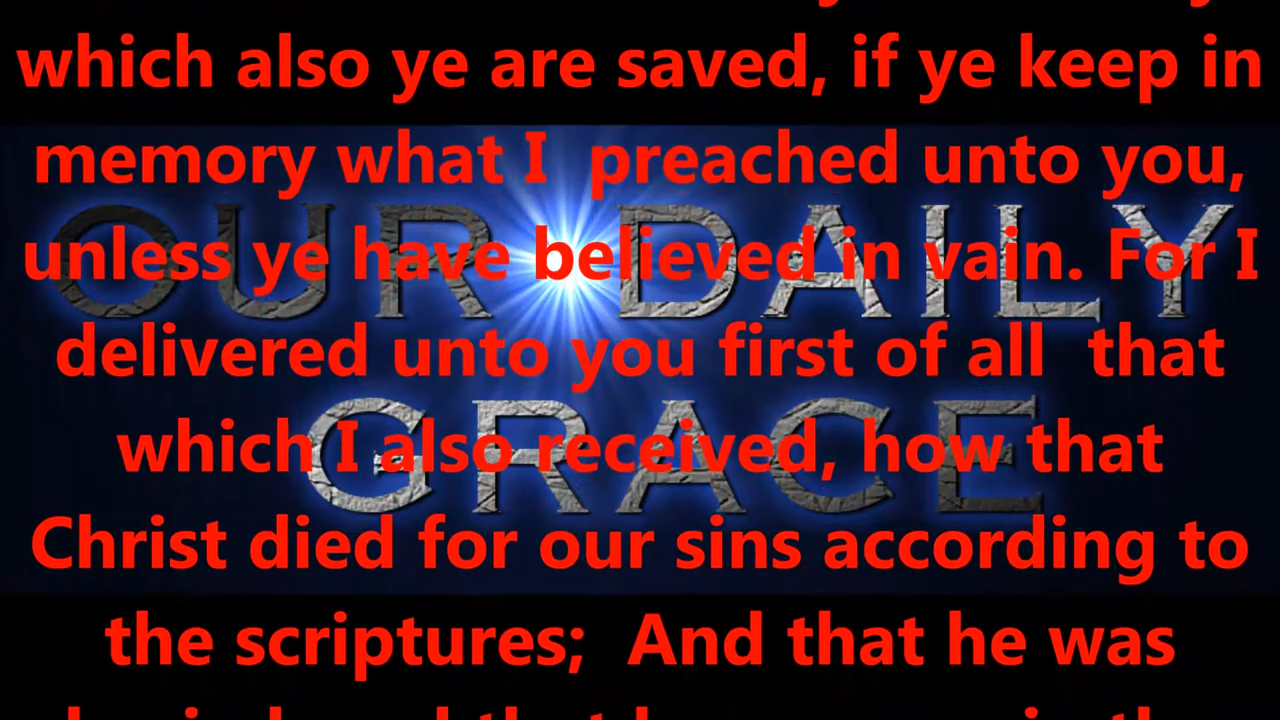 which also ye are saved, if ye keep in
memory what I preached unto you,
unless ye have believed in vain. For I
delivered unto you first of all that
which I also received, how that
Christ died for our sins according to
the scriptures; And that he was
OUR DAILY
GRACE